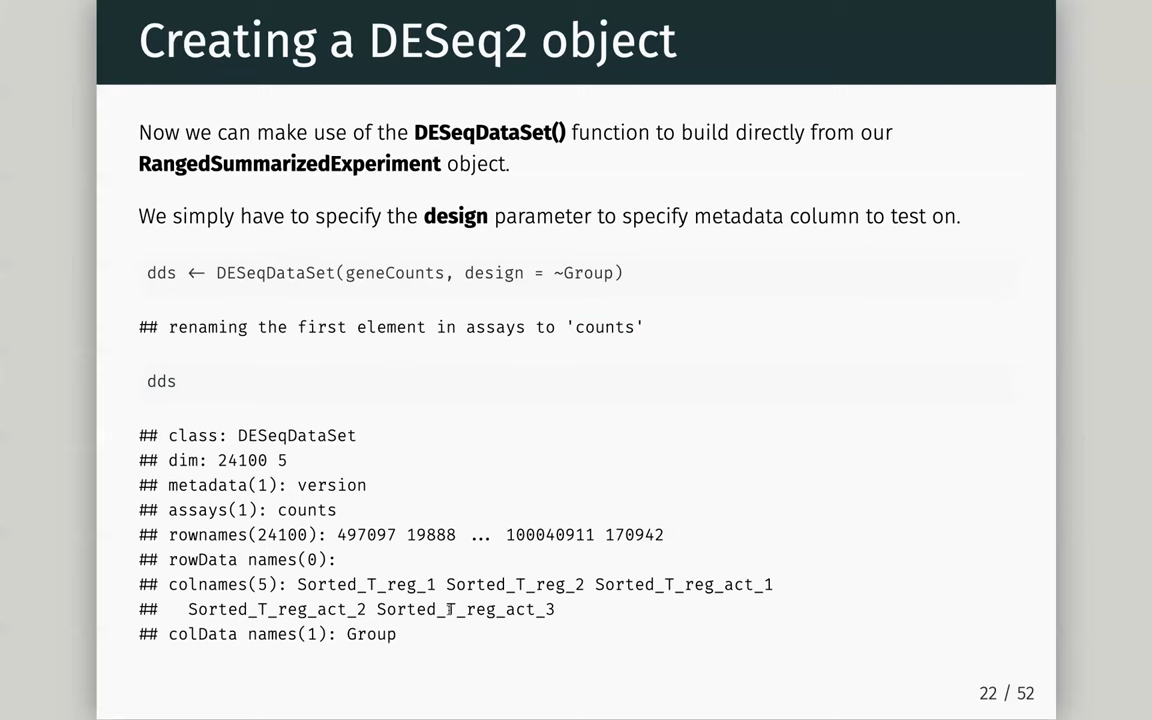 Creating a DESeq2 object
Now we can make use of the DESeqDataSet() function to build directly from our
RangedSummarizedExperiment object.
We simply have to specify the design parameter to specify metadata column to test on.
dds ← DESeqDataSet(geneCounts, design = ~Group)
## renaming the first element in assays to 'counts'
dds
## class: DESeqDataSet
## dim: 24100 5
## metadata(1): version
## assays(1): counts
## rownames(24100): 497097 19888 ... 100040911 170942
## rowData names(0):
## colnames(5): Sorted_T_reg_1 Sorted_T_reg_2 Sorted_T_reg_act_1
##   Sorted_T_reg_act_2 Sorted_T_reg_act_3
## colData names(1): Group
22 / 52